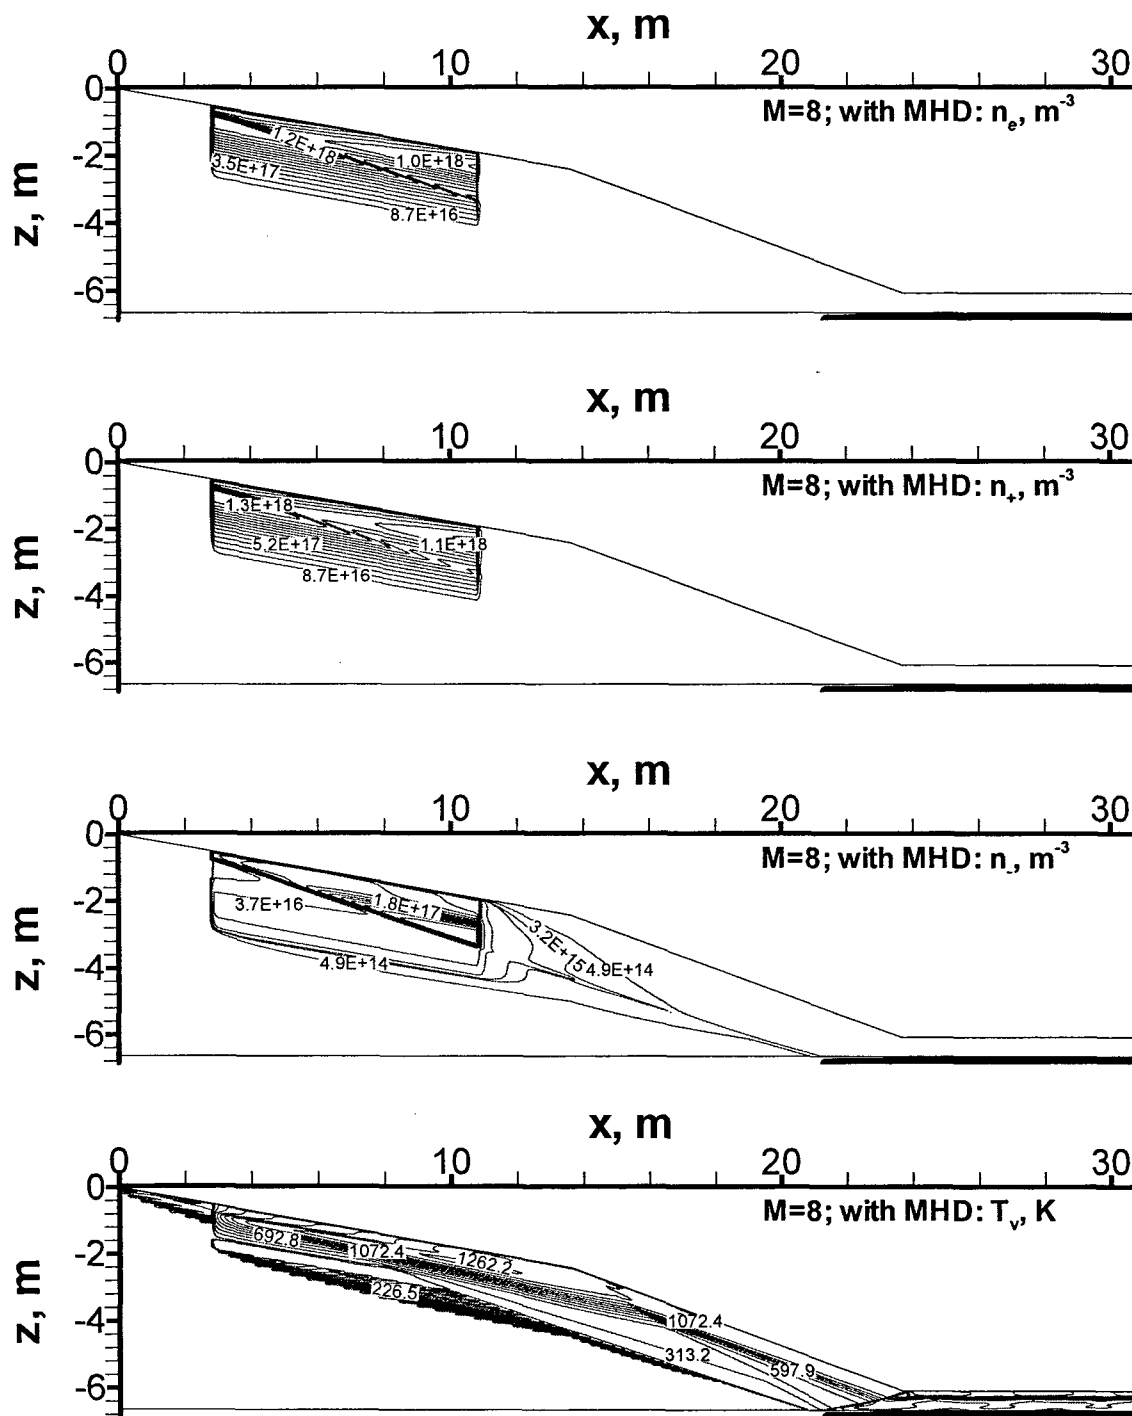 x, m
0 10 20 30
M=8; with MHD: nₑ, m⁻³
0
1.2E+18
1.0E+18
-2
3.5E+17
8.7E+16
-4
-6
z, m
x, m
0 10 20 30
M=8; with MHD: n₊, m⁻³
0
1.3E+18
-2
5.2E+17
1.1E+18
8.7E+16
-4
-6
z, m
x, m
0 10 20 30
M=8; with MHD: n₋, m⁻³
0
-2
3.7E+16
1.8E+17
3.2E+15
4.9E+14
4.9E+14
-4
-6
z, m
x, m
0 10 20 30
M=8; with MHD: Tᵥ, K
0
692.8
1072.4
1262.2
-2
226.5
-4
1072.4
313.2
597.9
-6
z, m